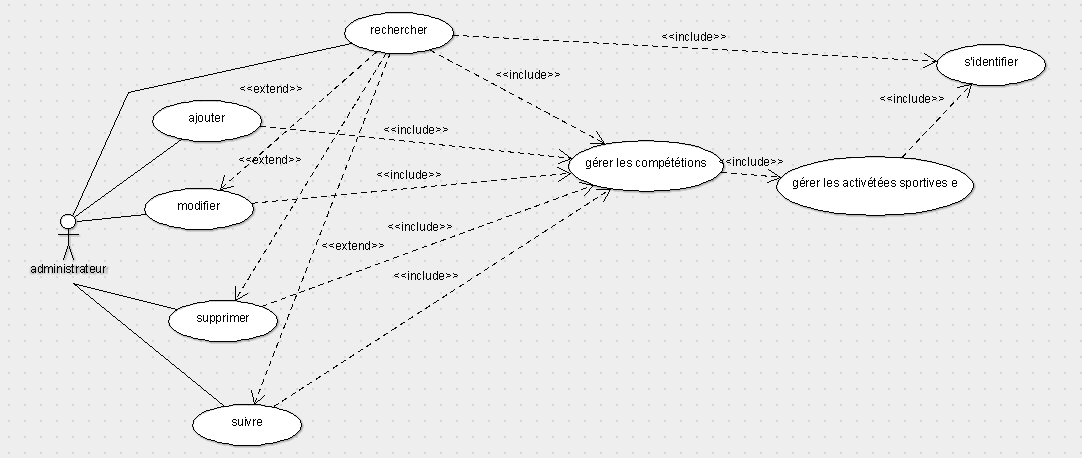 rechercher
<<include>>
s'identifier
<<include>>
<<extend>>
<<include>>
ajouter
<<include>>
<<extend>>
gérer les compététions
<<include>>
<<include>>
gérer les activétées sportives e
modifier
<<include>>
<<extend>>
administrateur
<<include>>
supprimer
suivre